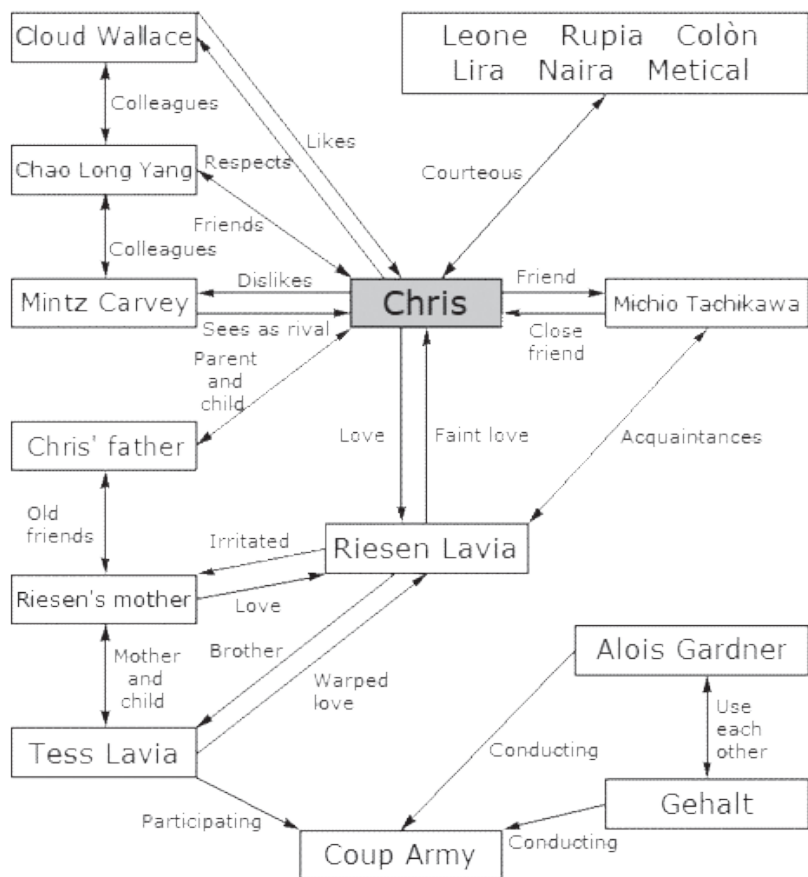 Cloud Wallace
Leone Rupia Colòn
Lira Naira Metical
Colleagues
Likes
Respects
Courteous
Chao Long Yang
Friends
Colleagues
Dislikes
Friend
Mintz Carvey
Chris
Michio Tachikawa
Sees as rival
Close
friend
Parent
and
child
Chris' father
Love
Faint love
Acquaintances
Old
friends
Irritated
Riesen Lavia
Riesen's mother
Love
Mother
and
child
Brother
Warped
love
Alois Gardner
Use
each
other
Tess Lavia
Conducting
Gehalt
Participating
Coup Army
Conducting